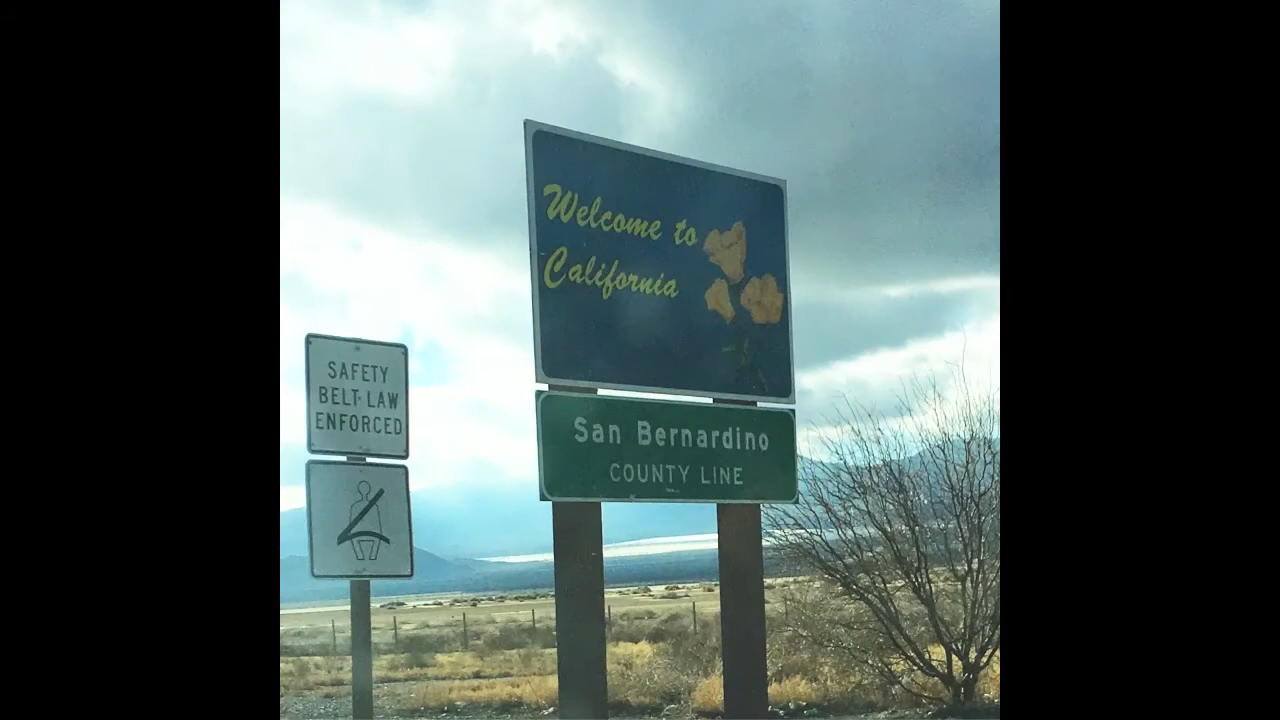 SAFETY
BELT LAW
ENFORCED
Welcome to
California
San Bernardino
COUNTY LINE